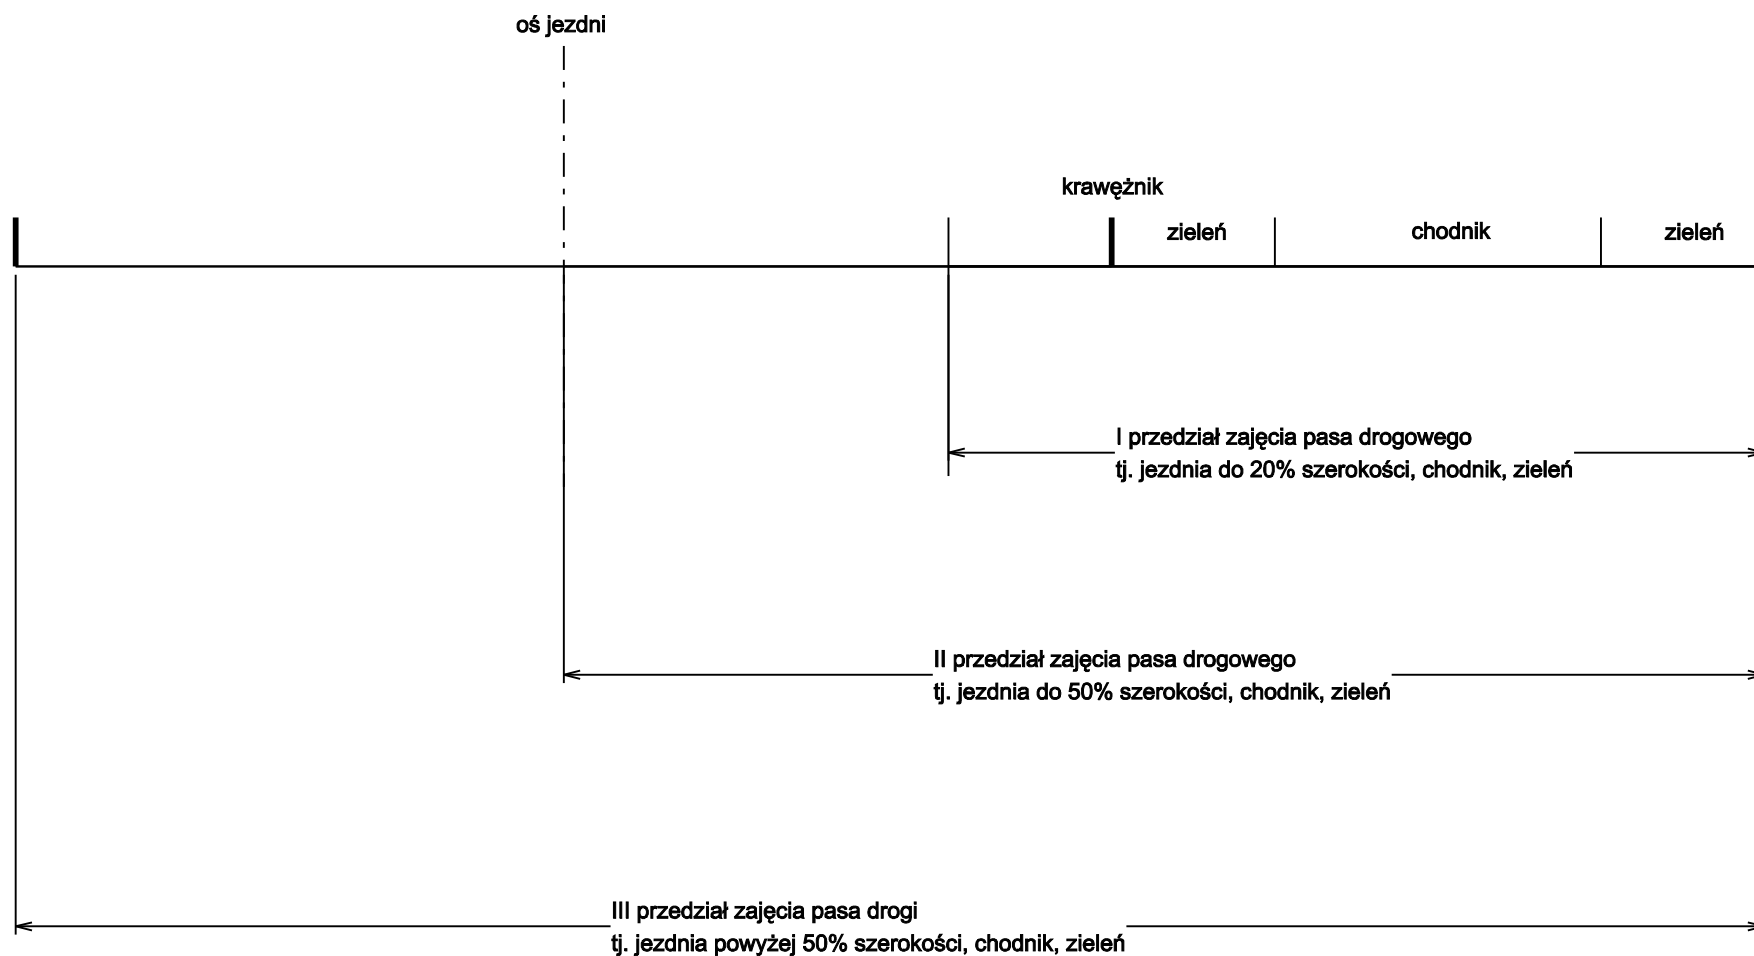 oś jezdni
krawężnik
zieleń
chodnik
zieleń
I przedział zajęcia pasa drogowego
tj. jezdnia do 20% szerokości, chodnik, zieleń
II przedział zajęcia pasa drogowego
tj. jezdnia do 50% szerokości, chodnik, zieleń
III przedział zajęcia pasa drogi
tj. jezdnia powyżej 50% szerokości, chodnik, zieleń